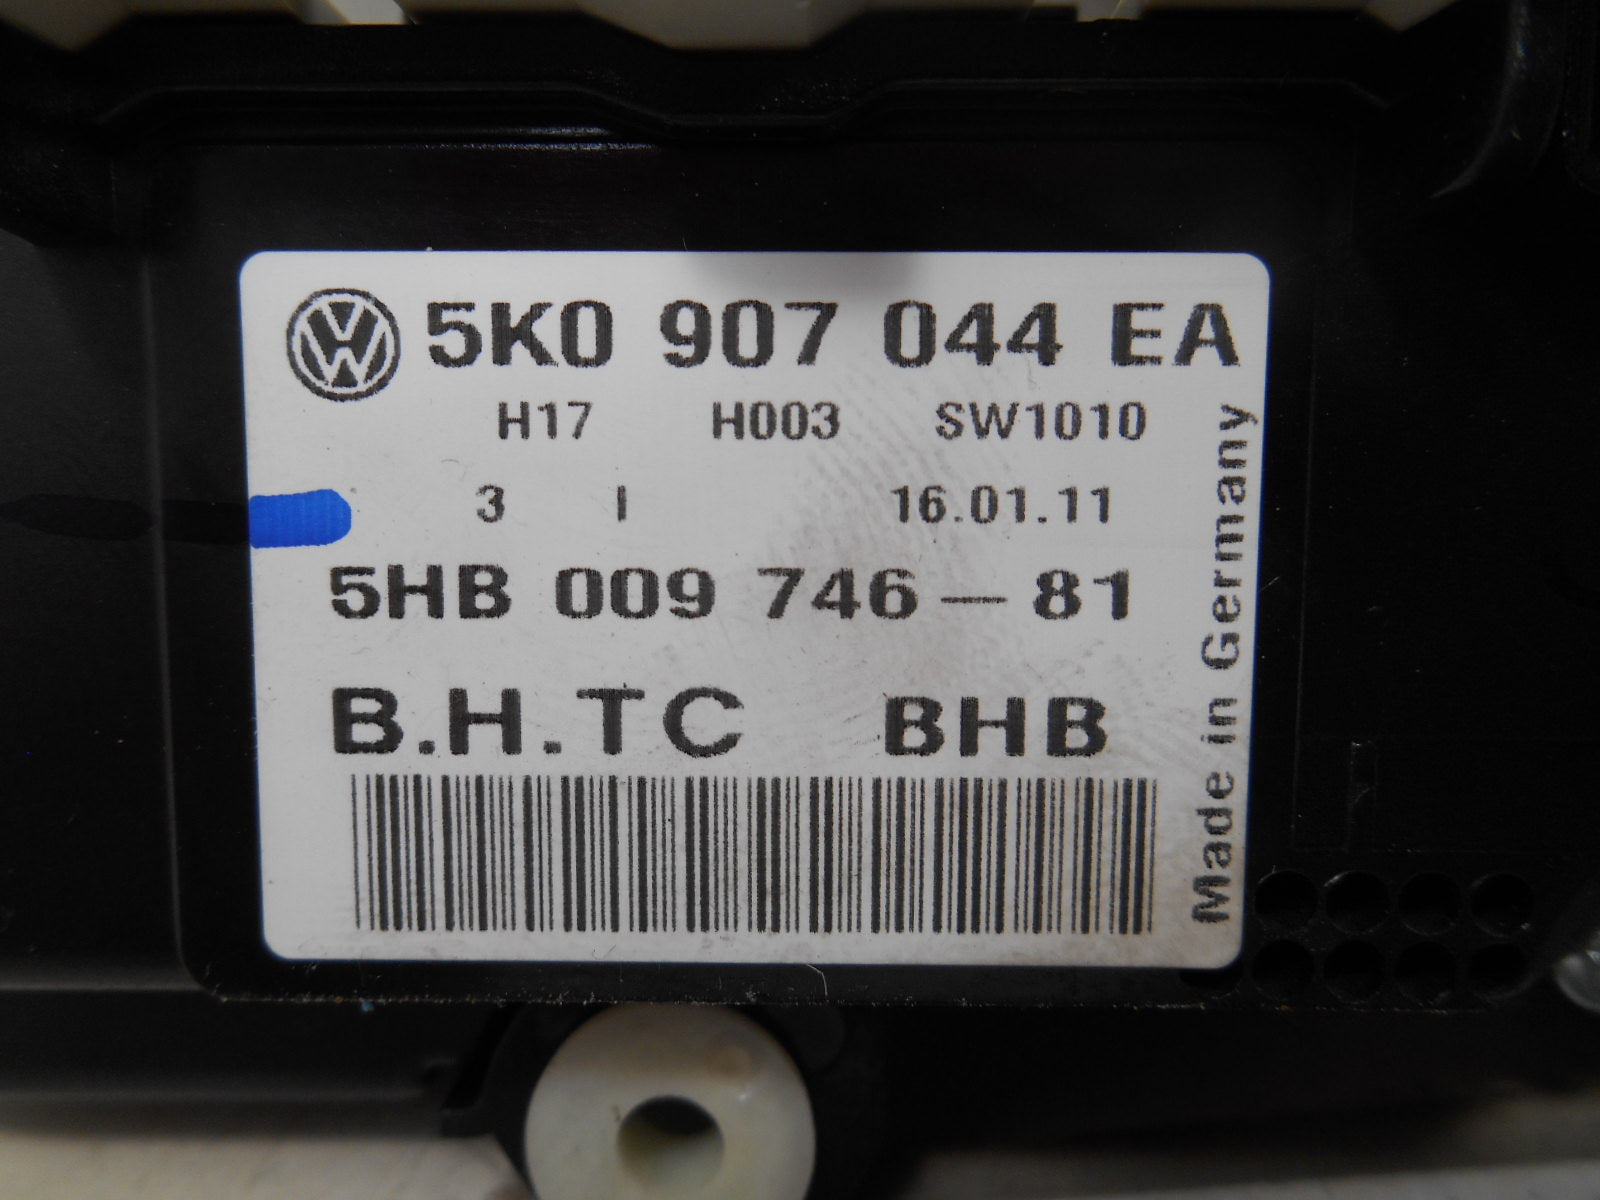 5K0 907 044 EA
H17 H003 SW1010
3 I 16.01.11
5HB 009 746-81
B.H.TC BHB
Made in Germany